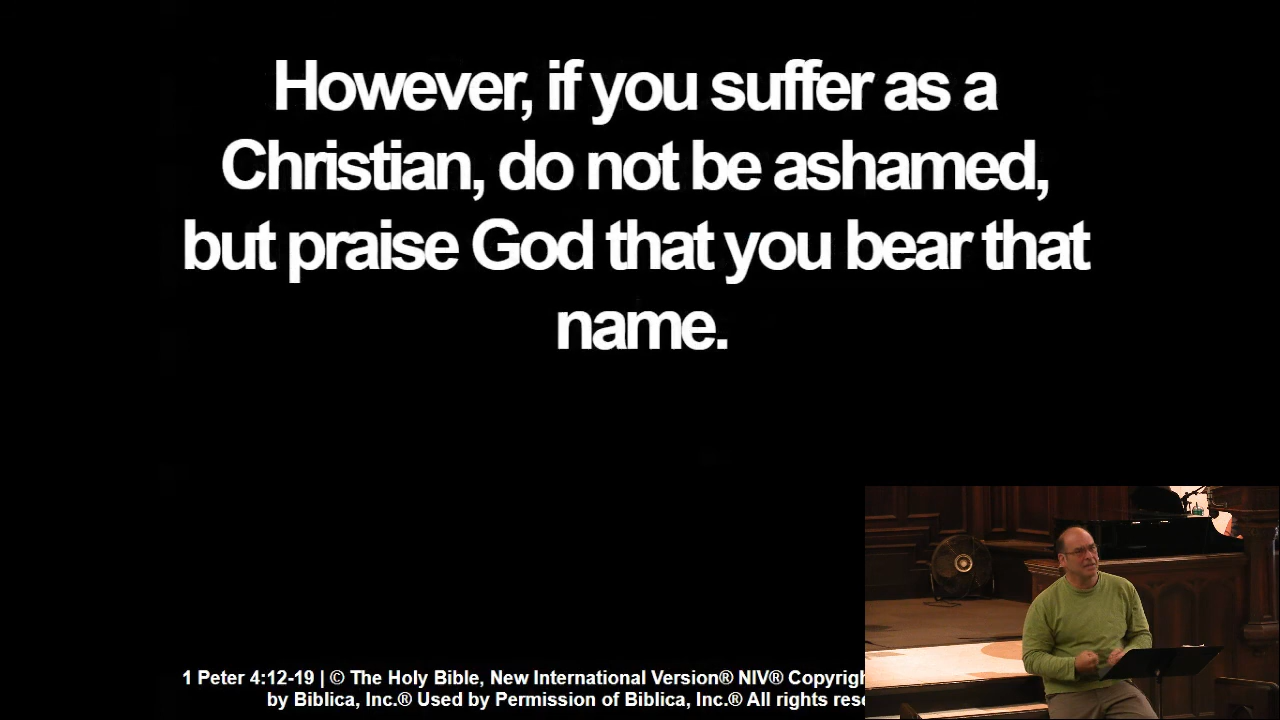 However, if you suffer as a
Christian, do not be ashamed,
but praise God that you bear that
name.
1 Peter 4:12-19 | © The Holy Bible, New International Version® NIV® Copyrigh
by Biblica, Inc.® Used by Permission of Biblica, Inc.® All rights rese